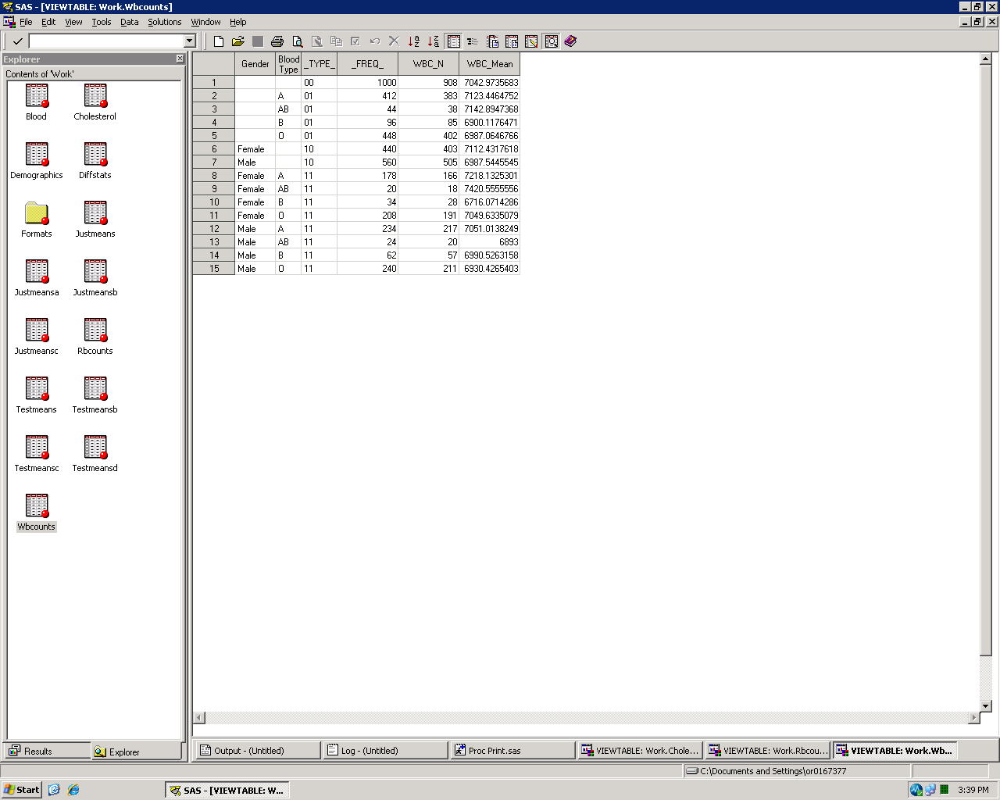 SAS - [VIEWTABLE: Work.Wbcounts]
File Edit View Tools Data Solutions Window Help
Explorer
Contents of 'Work'
Blood Cholesterol
Demographics Diffstats
Formats Justmeans
Justmeansa Justmeansb
Justmeansc Rbcounts
Testmeans Testmeansb
Testmeansc Testmeansd
Wbcounts
Results Explorer
Gender Blood Type _TYPE_ _FREQ_ WBC_N WBC_Mean
1 00 1000 908 7042.9735683
2 A 01 412 383 7123.4464752
3 AB 01 44 38 7142.8947368
4 B 01 96 85 6900.1176471
5 O 01 448 402 6987.0646766
6 Female 10 440 403 7112.4317618
7 Male 10 560 505 6987.5445545
8 Female A 11 178 166 7218.1325301
9 Female AB 11 20 18 7420.5555556
10 Female B 11 34 28 6716.0714286
11 Female O 11 208 191 7049.6335079
12 Male A 11 234 217 7051.0138249
13 Male AB 11 24 20 6893
14 Male B 11 62 57 6990.5263158
15 Male O 11 240 211 6930.4265403
Output - (Untitled) Log - (Untitled) Proc Print.sas VIEWTABLE: Work.Chole... VIEWTABLE: Work.Rbcou... VIEWTABLE: Work.Wb...
C:\Documents and Settings\or0167377
Start SAS - [VIEWTABLE: W... 3:39 PM